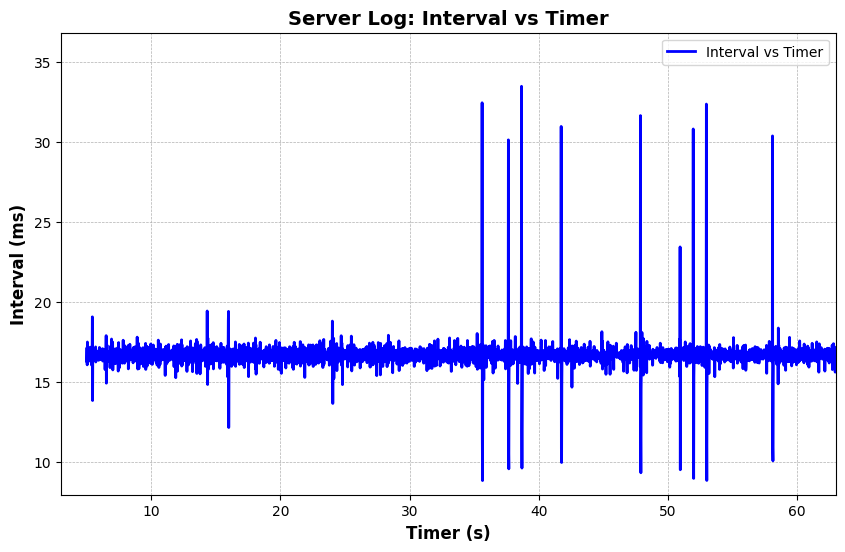 Server Log: Interval vs Timer
Interval vs Timer
35
30
25
20
15
10
Interval (ms)
10 20 30 40 50 60
Timer (s)